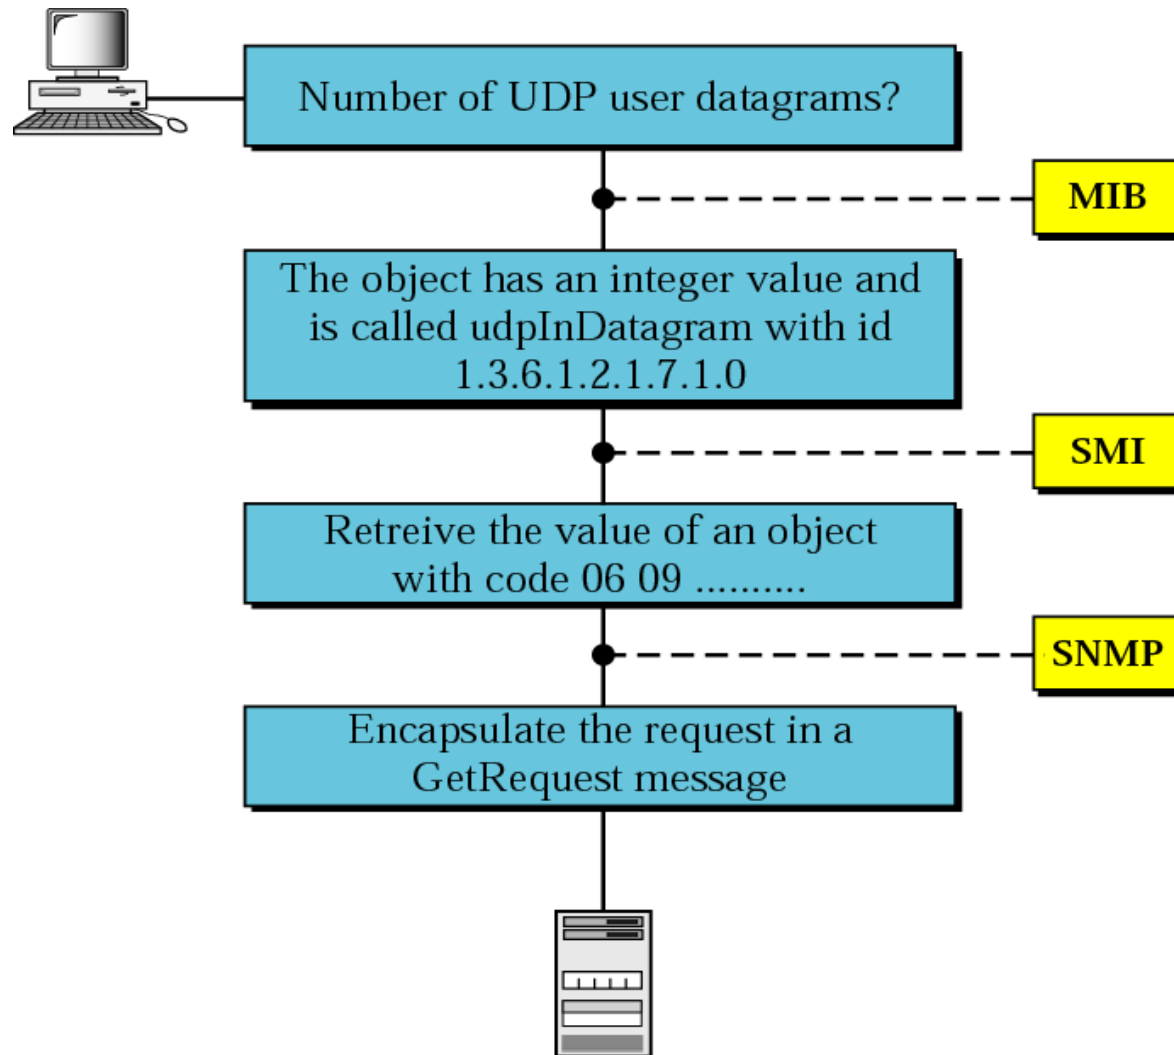 Number of UDP user datagrams?
MIB
The object has an integer value and
is called udpInDatagram with id
1.3.6.1.2.1.7.1.0
SMI
Retreive the value of an object
with code 06 09 ..........
SNMP
Encapsulate the request in a
GetRequest message